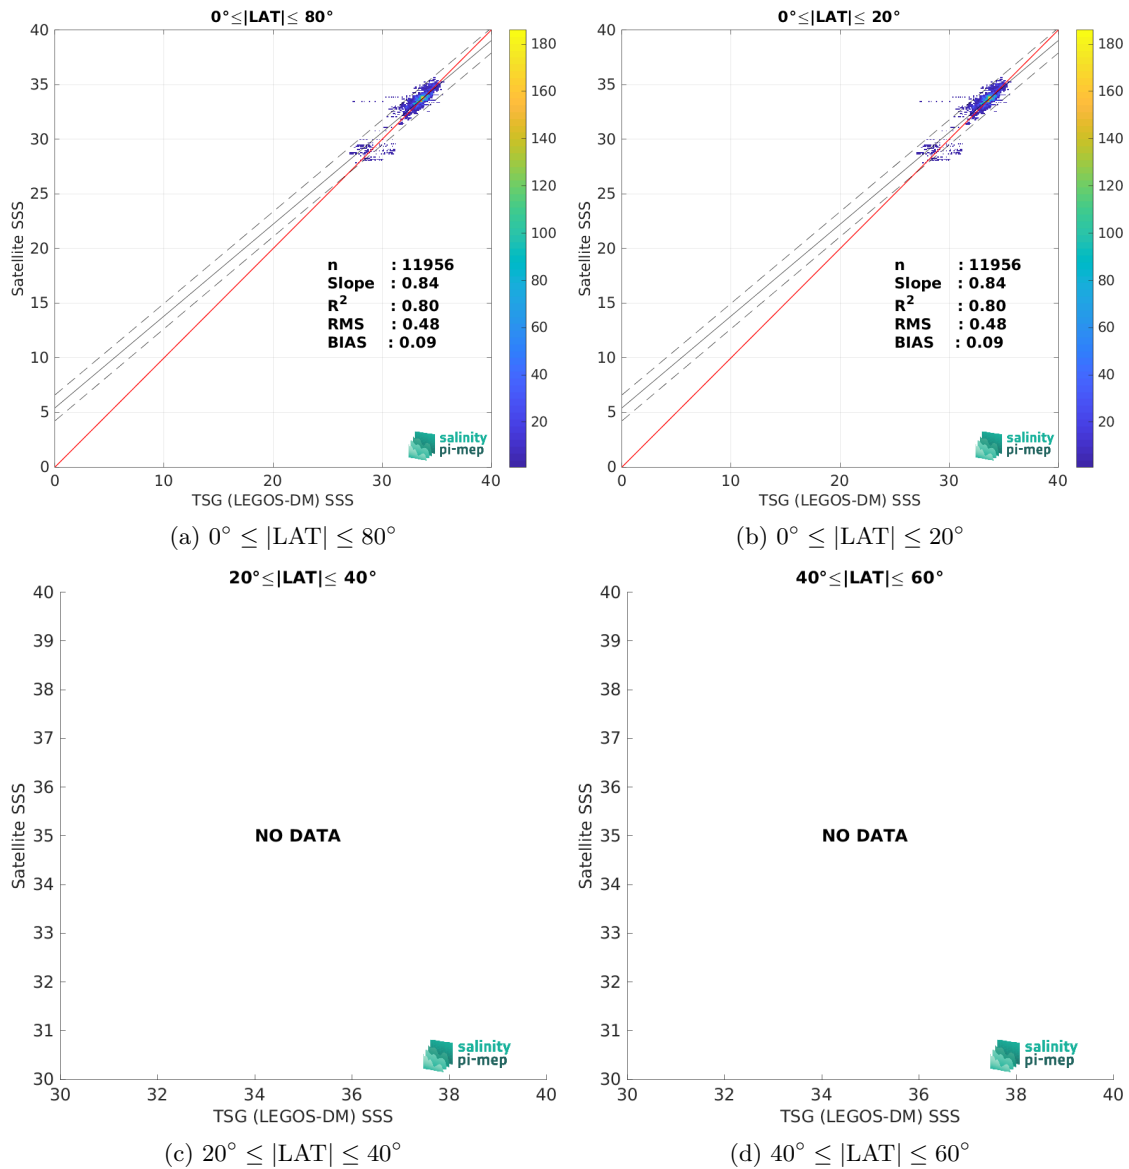 0°≤|LAT|≤ 80°
40
35
30
25
20
15
10
5
0
Satellite SSS
0
10
20
30
40
TSG (LEGOS-DM) SSS
n : 11956
Slope : 0.84
R² : 0.80
RMS : 0.48
BIAS : 0.09
salinity
pi-mep
180
160
140
120
100
80
60
40
20
(a) 0° ≤ |LAT| ≤ 80°
0°≤|LAT|≤ 20°
40
35
30
25
20
15
10
5
0
Satellite SSS
0
10
20
30
40
TSG (LEGOS-DM) SSS
n : 11956
Slope : 0.84
R² : 0.80
RMS : 0.48
BIAS : 0.09
salinity
pi-mep
180
160
140
120
100
80
60
40
20
(b) 0° ≤ |LAT| ≤ 20°
20°≤|LAT|≤ 40°
40
39
38
37
36
35
34
33
32
31
30
Satellite SSS
NO DATA
salinity
pi-mep
30
32
34
36
38
40
TSG (LEGOS-DM) SSS
(c) 20° ≤ |LAT| ≤ 40°
40°≤|LAT|≤ 60°
40
39
38
37
36
35
34
33
32
31
30
Satellite SSS
NO DATA
salinity
pi-mep
30
32
34
36
38
40
TSG (LEGOS-DM) SSS
(d) 40° ≤ |LAT| ≤ 60°